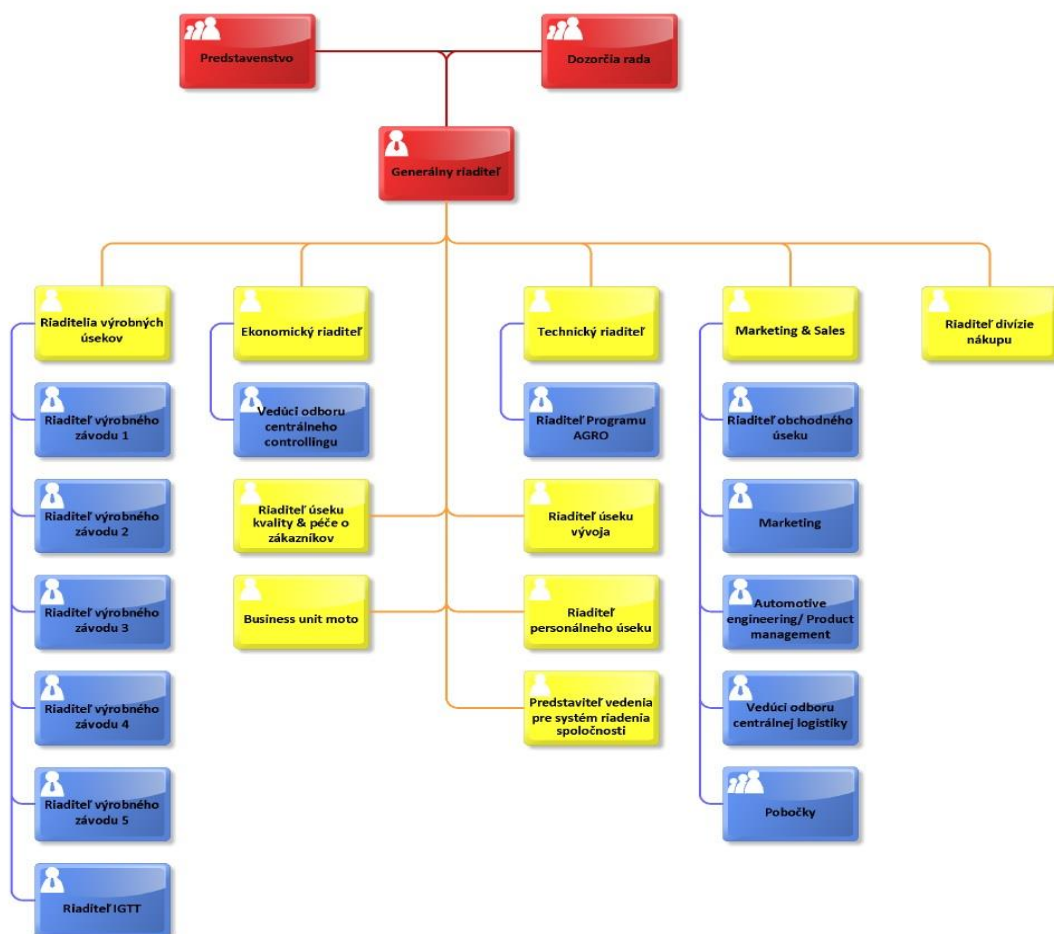 Predstavenstvo
Dozorčia rada
Generálny riaditeľ
Riaditelia výrobných
úsekov
Ekonomický riaditeľ
Technický riaditeľ
Marketing & Sales
Riaditeľ divízie
nákupu
Riaditeľ výrobného
závodu 1
Vedúci odboru
centrálneho
controllingu
Riaditeľ Programu
AGRO
Riaditeľ obchodného
úseku
Riaditeľ výrobného
závodu 2
Riaditeľ úseku
kvality & péče o
zákazníkov
Riaditeľ úseku
vývoja
Marketing
Riaditeľ výrobného
závodu 3
Business unit moto
Riaditeľ
personálneho úseku
Automotive
engineering/ Product
management
Riaditeľ výrobného
závodu 4
Predstaviteľ vedenia
pre systém riadenia
spoločnosti
Vedúci odboru
centrálnej logistiky
Riaditeľ výrobného
závodu 5
Pobočky
Riaditeľ IGTT